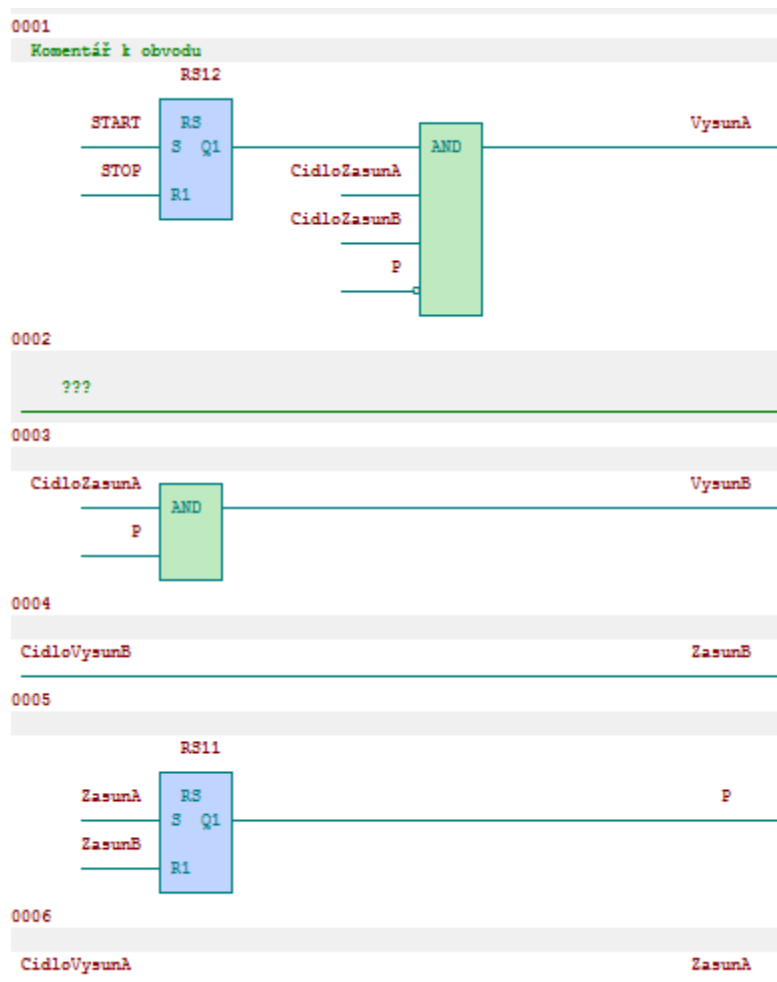 0001
Komentář k obvodu
RS12
START RS VysunA
S Q1 AND
STOP CidloZasunA
R1
CidloZasunB
P
0002
???
0003
CidloZasunA VysunB
AND
P
0004
CidloVysunB ZasunB
0005
RS11
ZasunA RS P
S Q1
ZasunB
R1
0006
CidloVysunA ZasunA